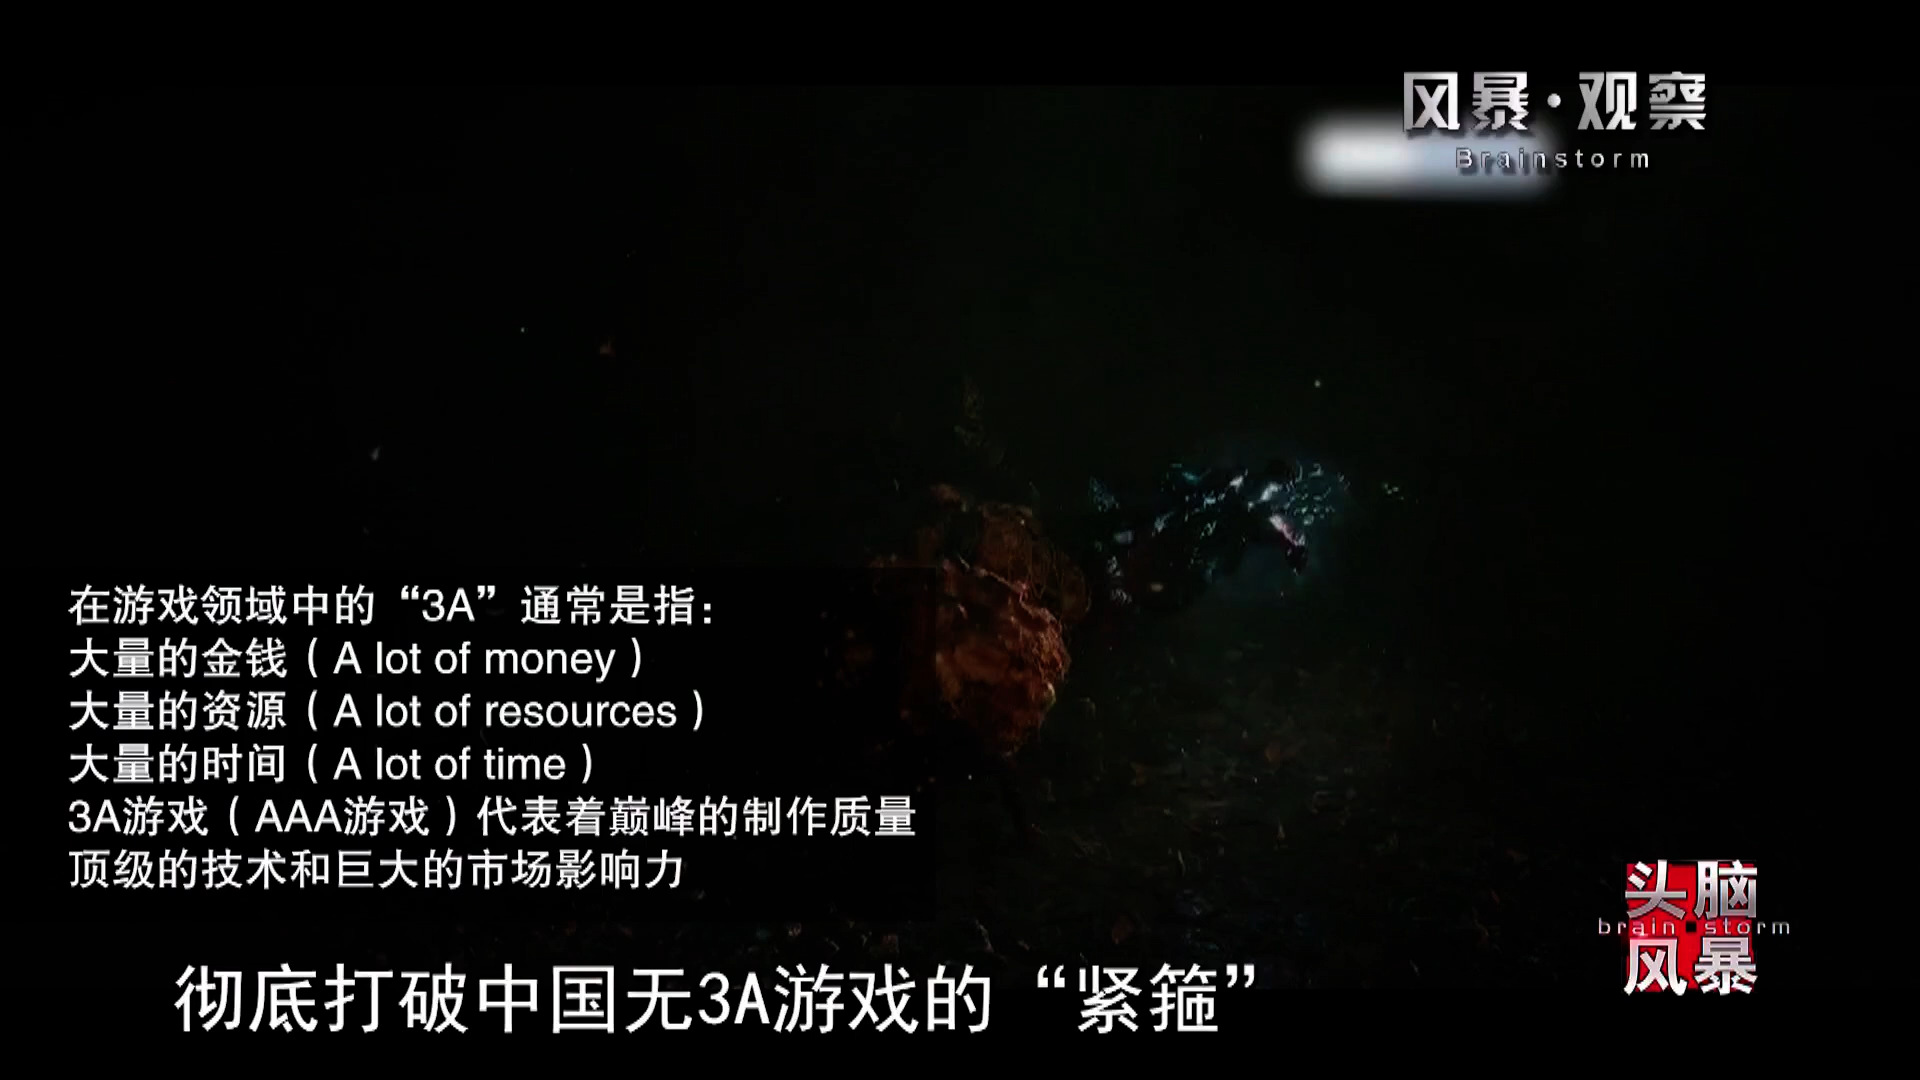 风暴·观察
Brainstorm
在游戏领域中的“3A”通常是指：
大量的金钱（A lot of money）
大量的资源（A lot of resources）
大量的时间（A lot of time）
3A游戏（AAA游戏）代表着巅峰的制作质量
顶级的技术和巨大的市场影响力
头脑
brain storm
风暴
彻底打破中国无3A游戏的“紧箍”